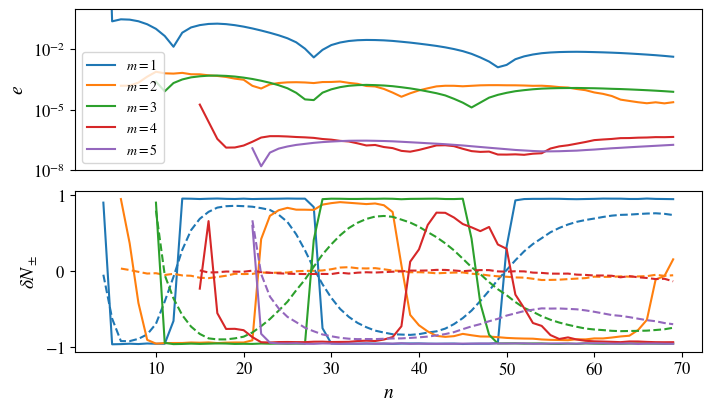 10⁻²
10⁻⁵
10⁻⁸
e
m = 1
m = 2
m = 3
m = 4
m = 5
1
0
−1
δN±
10 20 30 40 50 60 70
n